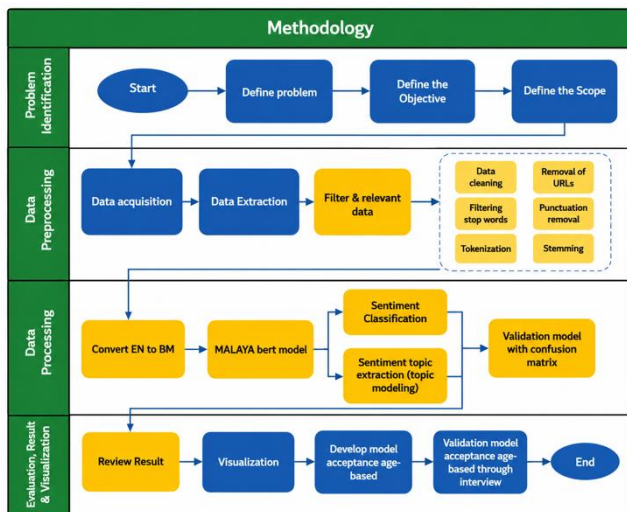 Methodology
Problem
Identification
Start
Define problem
Define the
Objective
Define the Scope
Data
Preprocessing
Data acquisition
Data Extraction
Filter & relevant
data
Data
cleaning
Removal of
URLs
Filtering
stop words
Punctuation
removal
Tokenization
Stemming
Data
Processing
Convert EN to BM
MALAYA bert model
Sentiment
Classification
Sentiment topic
extraction (topic
modeling)
Validation model
with confusion
matrix
Evaluation, Result
& Visualization
Review Result
Visualization
Develop model
acceptance age-
based
Validation model
acceptance age-
based through
interview
End